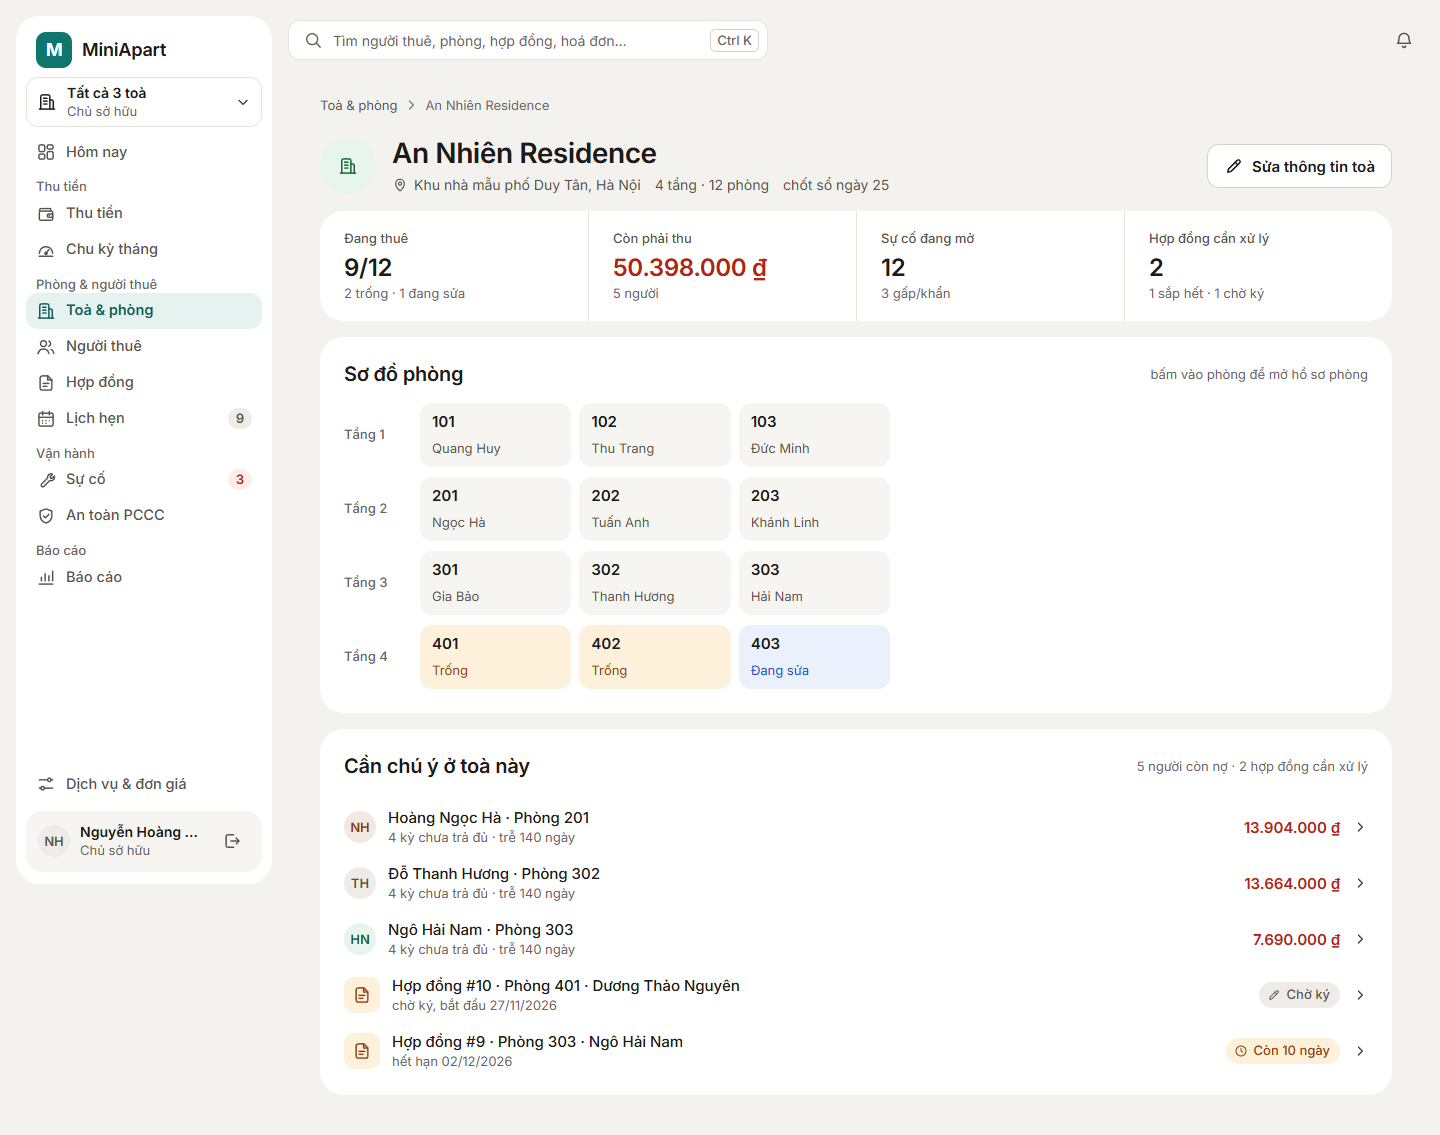 M MiniApart
Tất cả 3 toà
Chủ sở hữu
Hôm nay
Thu tiền
Thu tiền
Chu kỳ tháng
Phòng & người thuê
Toà & phòng
Người thuê
Hợp đồng
Lịch hẹn 9
Vận hành
Sự cố 3
An toàn PCCC
Báo cáo
Báo cáo
Dịch vụ & đơn giá
NH Nguyễn Hoàng ...
Chủ sở hữu
Tìm người thuê, phòng, hợp đồng, hoá đơn... Ctrl K
Toà & phòng > An Nhiên Residence
An Nhiên Residence
Khu nhà mẫu phố Duy Tân, Hà Nội 4 tầng · 12 phòng chốt sổ ngày 25
Sửa thông tin toà
Đang thuê
9/12
2 trống · 1 đang sửa
Còn phải thu
50.398.000 ₫
5 người
Sự cố đang mở
12
3 gấp/khẩn
Hợp đồng cần xử lý
2
1 sắp hết · 1 chờ ký
Sơ đồ phòng
bấm vào phòng để mở hồ sơ phòng
Tầng 1
101
Quang Huy
102
Thu Trang
103
Đức Minh
Tầng 2
201
Ngọc Hà
202
Tuấn Anh
203
Khánh Linh
Tầng 3
301
Gia Bảo
302
Thanh Hương
303
Hải Nam
Tầng 4
401
Trống
402
Trống
403
Đang sửa
Cần chú ý ở toà này
5 người còn nợ · 2 hợp đồng cần xử lý
NH Hoàng Ngọc Hà · Phòng 201
4 kỳ chưa trả đủ · trễ 140 ngày
13.904.000 ₫
TH Đỗ Thanh Hương · Phòng 302
4 kỳ chưa trả đủ · trễ 140 ngày
13.664.000 ₫
HN Ngô Hải Nam · Phòng 303
4 kỳ chưa trả đủ · trễ 140 ngày
7.690.000 ₫
Hợp đồng #10 · Phòng 401 · Dương Thảo Nguyên
chờ ký, bắt đầu 27/11/2026
Chờ ký
Hợp đồng #9 · Phòng 303 · Ngô Hải Nam
hết hạn 02/12/2026
Còn 10 ngày